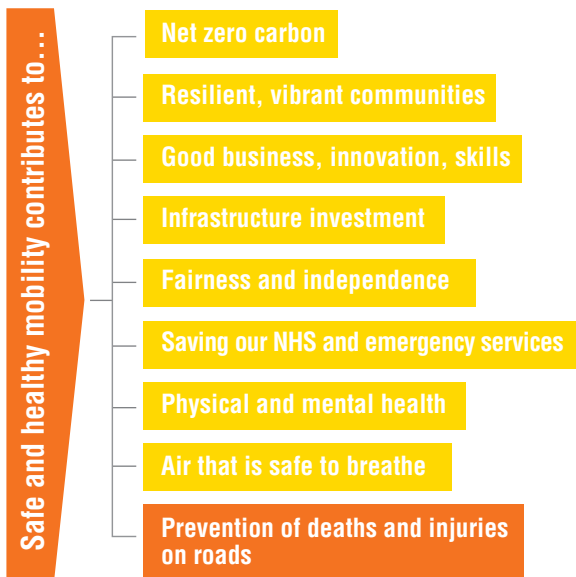 Safe and healthy mobility contributes to...
Net zero carbon
Resilient, vibrant communities
Good business, innovation, skills
Infrastructure investment
Fairness and independence
Saving our NHS and emergency services
Physical and mental health
Air that is safe to breathe
Prevention of deaths and injuries
on roads